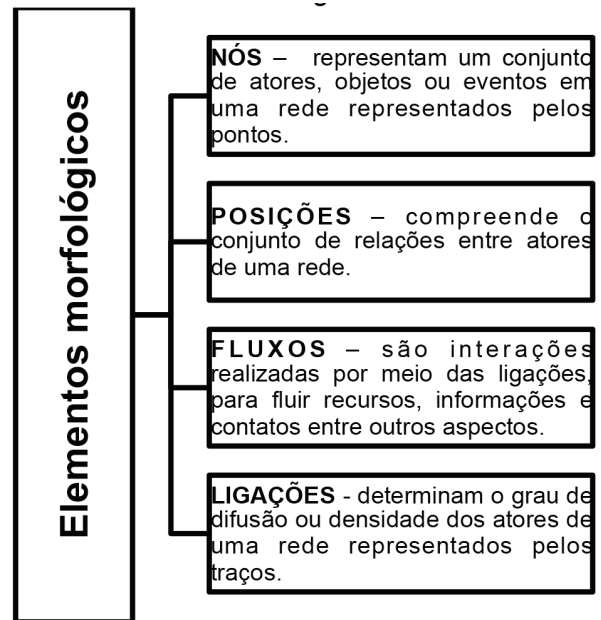 Elementos morfológicos
NÓS – representam um conjunto
de atores, objetos ou eventos em
uma rede representados pelos
pontos.
POSIÇÕES – compreende o
conjunto de relações entre atores
de uma rede.
FLUXOS – são interações
realizadas por meio das ligações,
para fluir recursos, informações e
contatos entre outros aspectos.
LIGAÇÕES - determinam o grau de
difusão ou densidade dos atores de
uma rede representados pelos
traços.